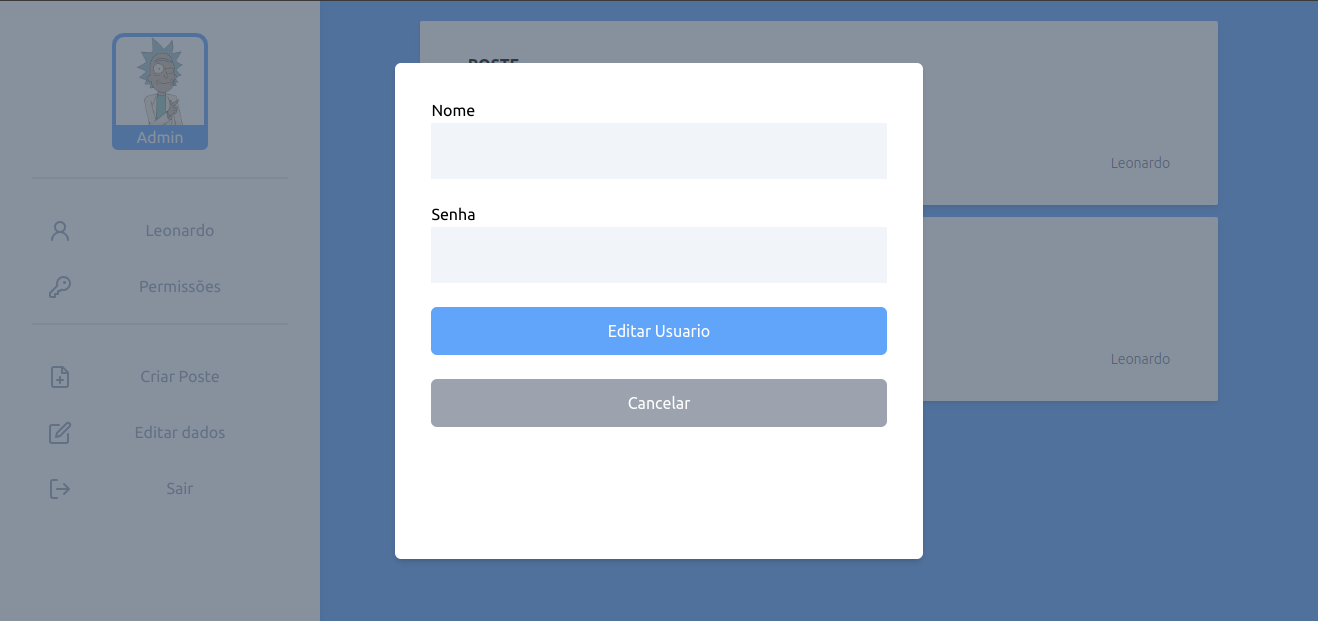 Admin
Leonardo
Permissões
Criar Poste
Editar dados
Sair
POSTE
Leonardo
Leonardo
Nome
Senha
Editar Usuario
Cancelar